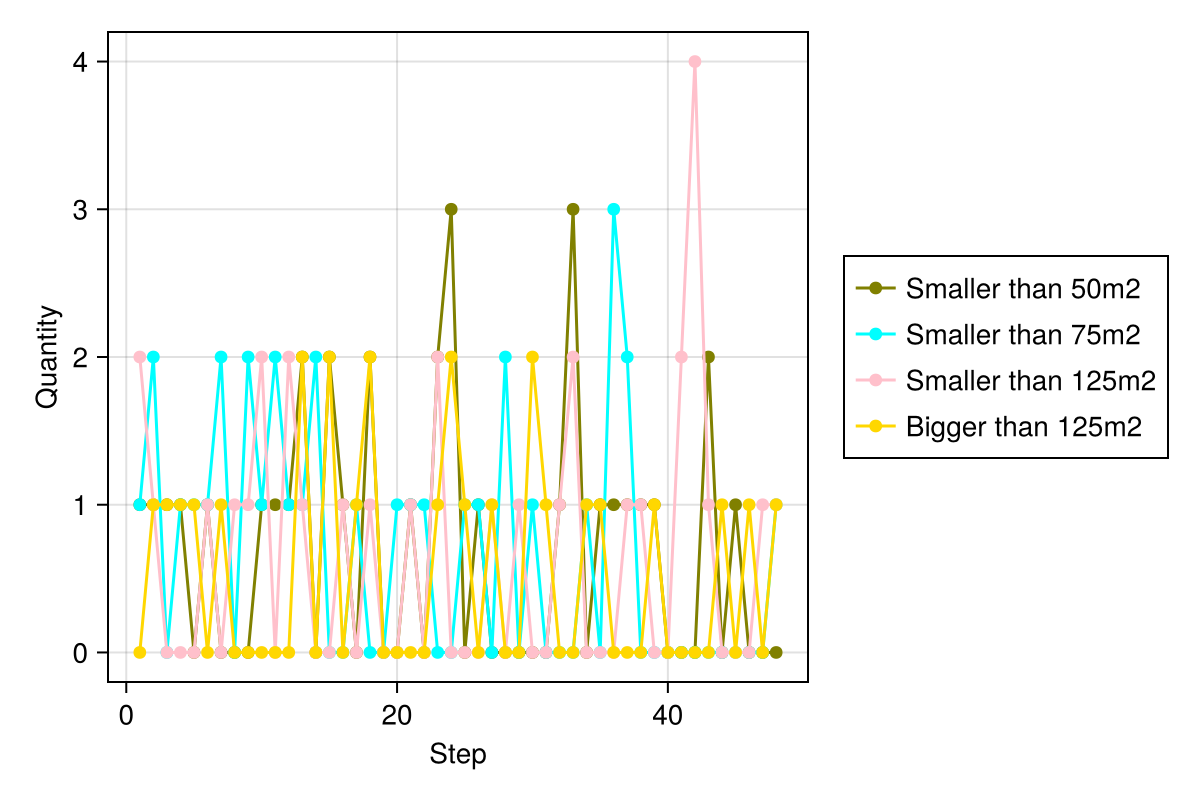 4
3
2
1
0
Quantity
0 20 40
Step
Smaller than 50m2
Smaller than 75m2
Smaller than 125m2
Bigger than 125m2